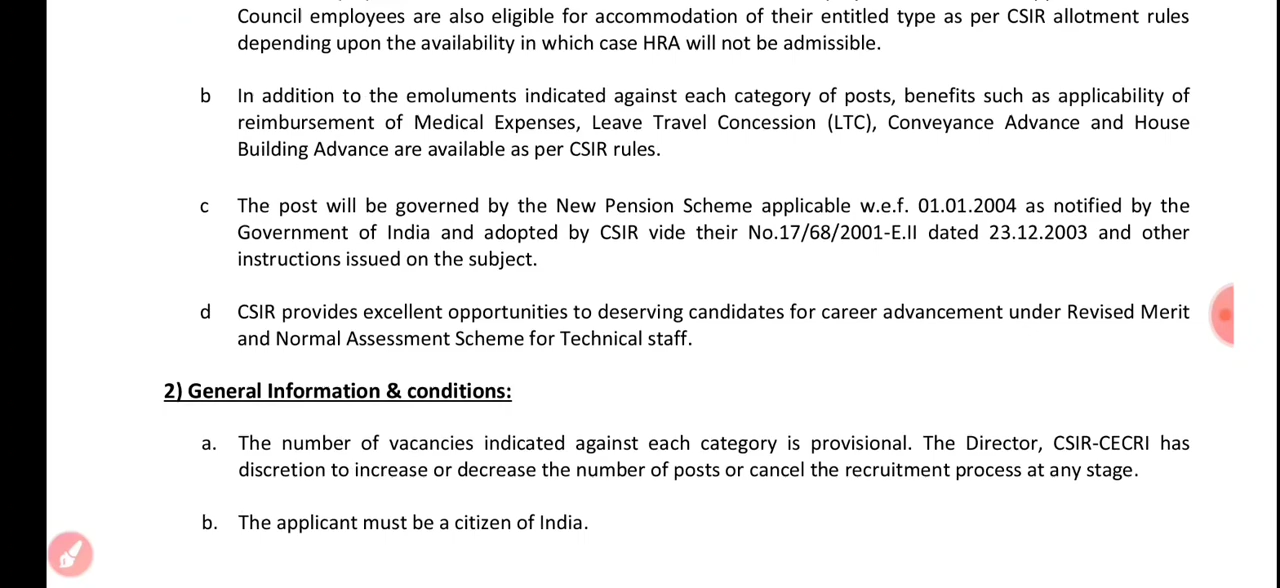 Council employees are also eligible for accommodation of their entitled type as per CSIR allotment rules
depending upon the availability in which case HRA will not be admissible.
b In addition to the emoluments indicated against each category of posts, benefits such as applicability of
reimbursement of Medical Expenses, Leave Travel Concession (LTC), Conveyance Advance and House
Building Advance are available as per CSIR rules.
c The post will be governed by the New Pension Scheme applicable w.e.f. 01.01.2004 as notified by the
Government of India and adopted by CSIR vide their No.17/68/2001-E.II dated 23.12.2003 and other
instructions issued on the subject.
d CSIR provides excellent opportunities to deserving candidates for career advancement under Revised Merit
and Normal Assessment Scheme for Technical staff.
2) General Information & conditions:
a. The number of vacancies indicated against each category is provisional. The Director, CSIR-CECRI has
discretion to increase or decrease the number of posts or cancel the recruitment process at any stage.
b. The applicant must be a citizen of India.